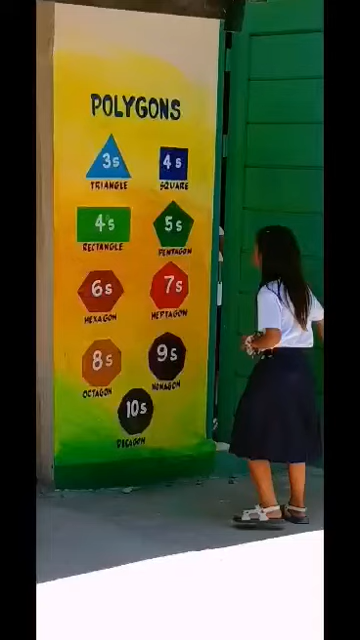 POLYGONS
3s 4s
TRIANGLE SQUARE
4s 5s
RECTANGLE PENTAGON
6s 7s
HEXAGON HEPTAGON
8s 9s
OCTAGON NONAGON
10s
DECAGON